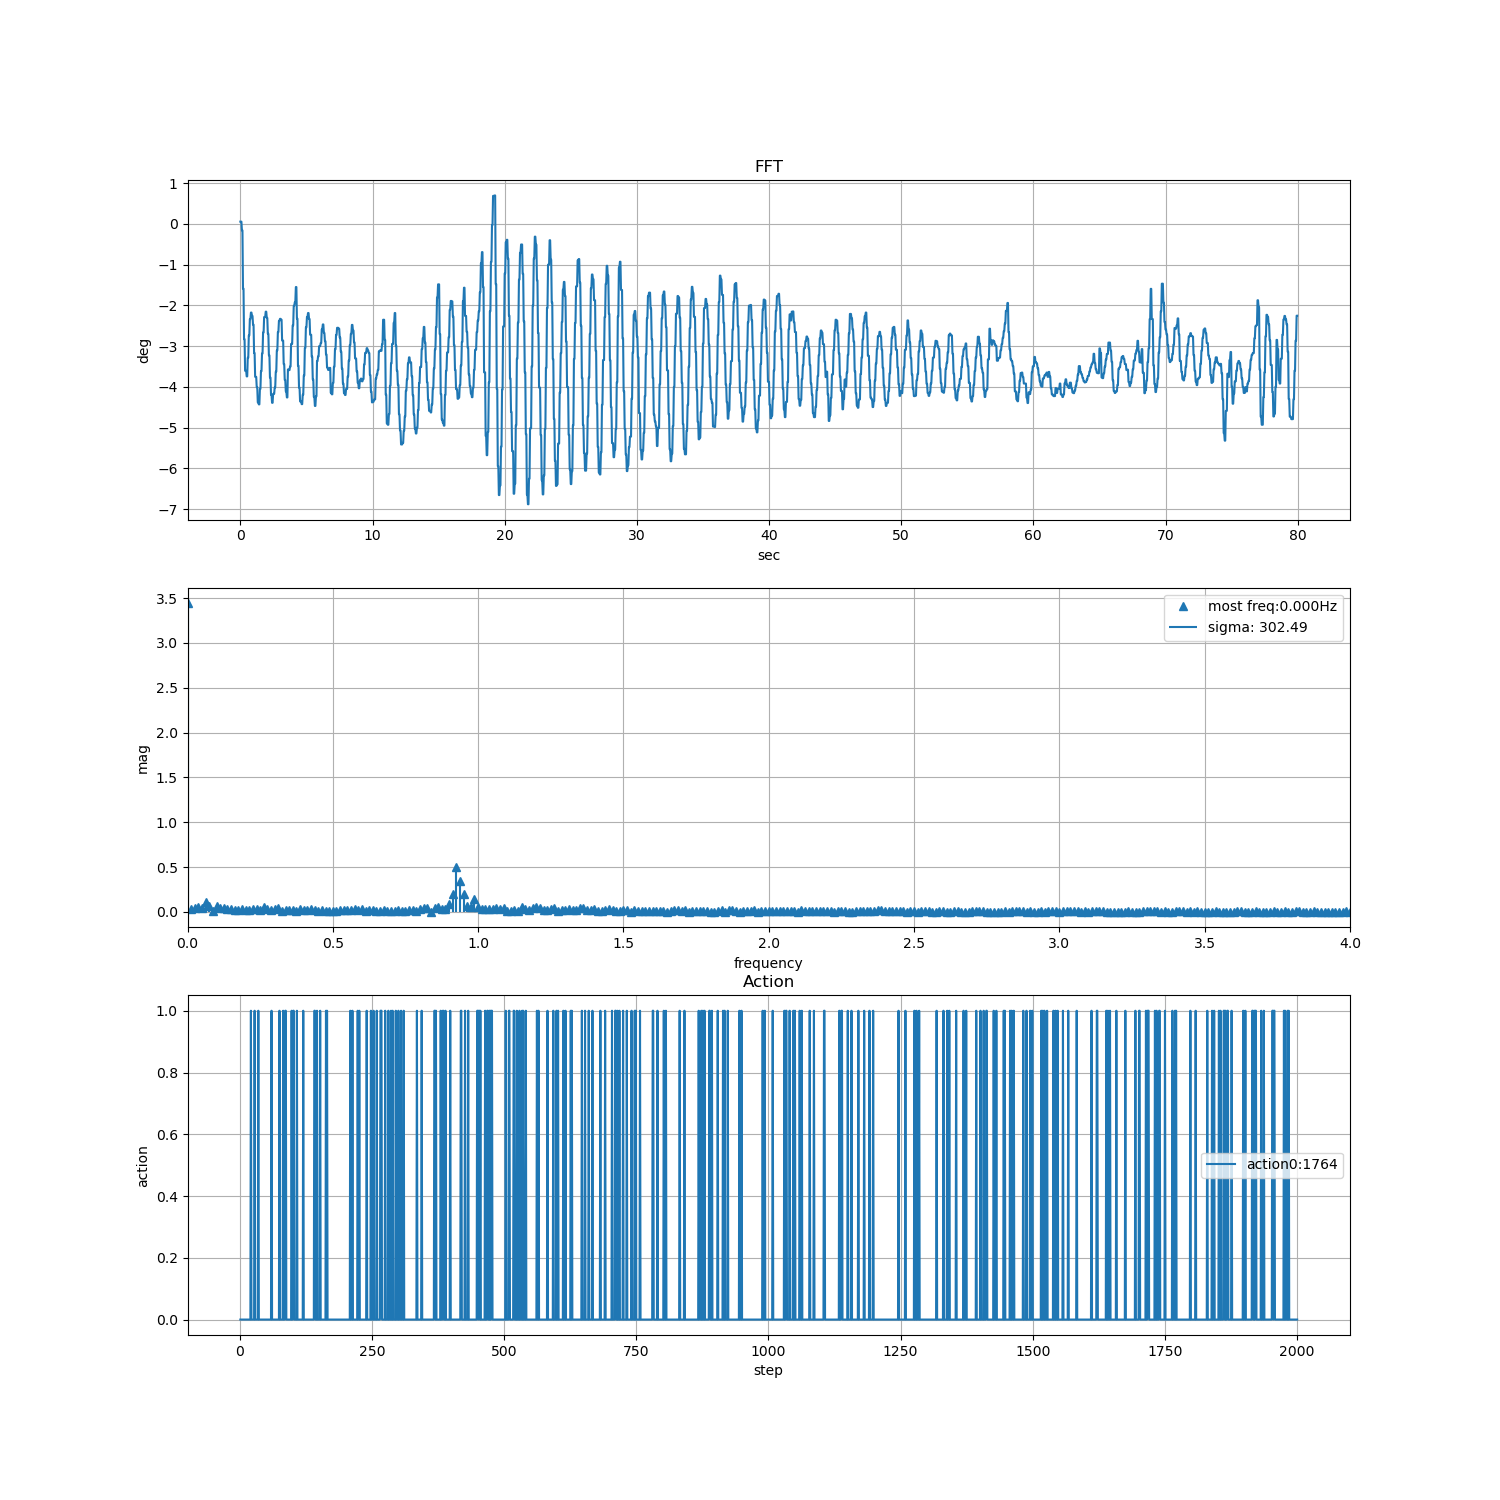 FFT
1
0
−1
−2
−3
−4
−5
−6
−7
deg
0 10 20 30 40 50 60 70 80
sec
3.5
3.0
2.5
2.0
1.5
1.0
0.5
0.0
mag
most freq:0.000Hz
sigma: 302.49
0.0 0.5 1.0 1.5 2.0 2.5 3.0 3.5 4.0
frequency
Action
1.0
0.8
0.6
0.4
0.2
0.0
action
action0:1764
0 250 500 750 1000 1250 1500 1750 2000
step